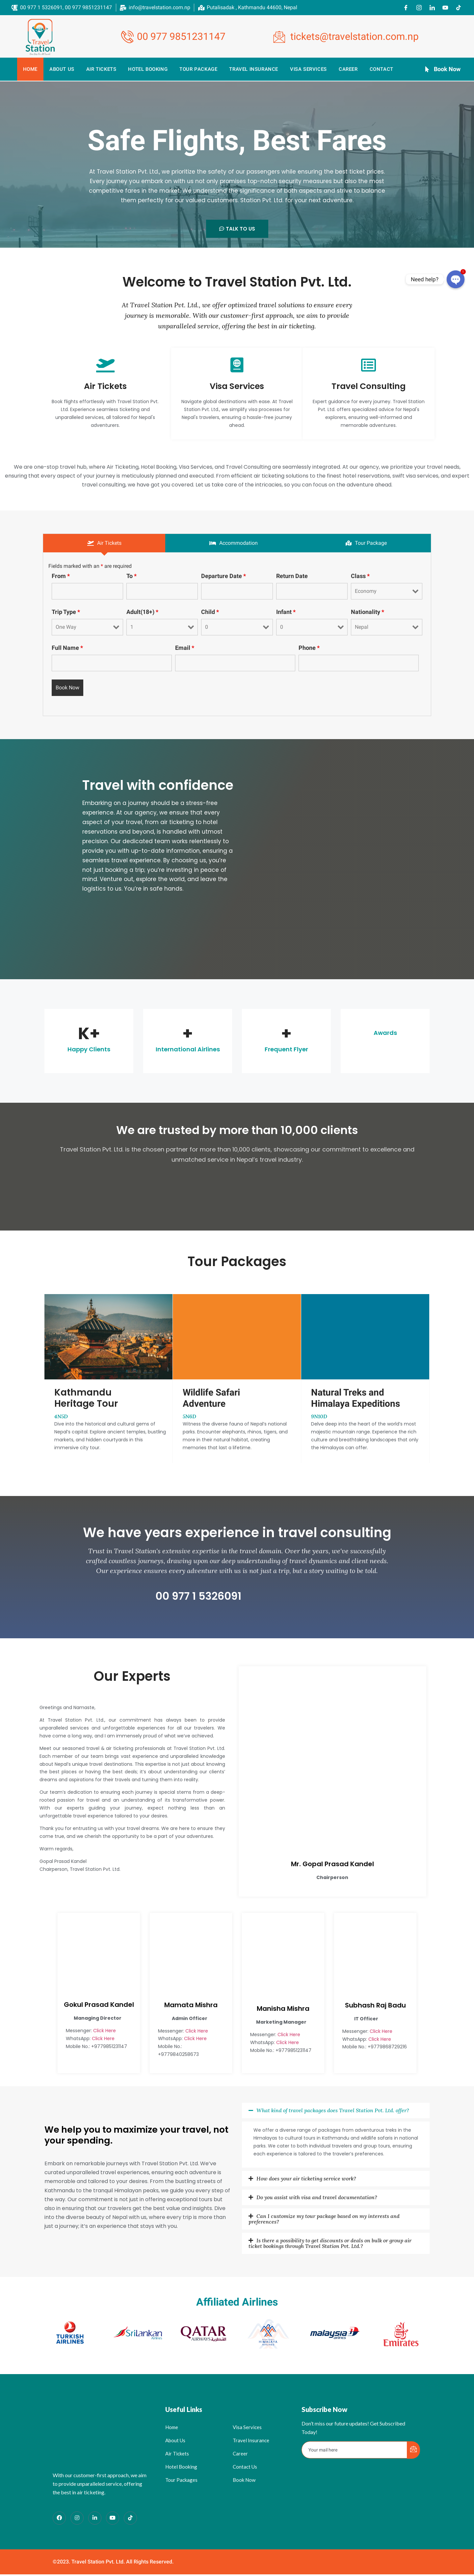 00 977 1 5326091, 00 977 9851231147
info@travelstation.com.np
Putalisadak , Kathmandu 44600, Nepal
Travel
Station
00 977 9851231147
tickets@travelstation.com.np
HOME
ABOUT US
AIR TICKETS
HOTEL BOOKING
TOUR PACKAGE
TRAVEL INSURANCE
VISA SERVICES
CAREER
CONTACT
Book Now
Safe Flights, Best Fares
At Travel Station Pvt. Ltd., we prioritize the safety of our passengers while ensuring the best ticket prices.
Every journey you embark on with us not only promises top-notch security measures but also the most
competitive fares in the market. We understand the significance of both aspects and strive to balance
them perfectly for our valued customers. Station Pvt. Ltd. for your next adventure.
TALK TO US
Need help?
1
Welcome to Travel Station Pvt. Ltd.
At Travel Station Pvt. Ltd., we offer optimized travel solutions to ensure every
journey is memorable. With our customer-first approach, we aim to provide
unparalleled service, offering the best in air ticketing.
Air Tickets
Book flights effortlessly with Travel Station Pvt.
Ltd. Experience seamless ticketing and
unparalleled services, all tailored for Nepal's
adventurers.
Visa Services
Navigate global destinations with ease. At Travel
Station Pvt. Ltd., we simplify visa processes for
Nepal's travelers, ensuring a hassle-free journey
ahead.
Travel Consulting
Expert guidance for every journey. Travel Station
Pvt. Ltd. offers specialized advice for Nepal's
explorers, ensuring well-informed and
memorable adventures.
We are one-stop travel hub, where Air Ticketing, Hotel Booking, Visa Services, and Travel Consulting are seamlessly integrated. At our agency, we pride ourselves on
ensuring that every aspect of your journey is meticulously planned and executed. From efficient air ticketing solutions to the finest hotel reservations, swift visa services, and expert
travel consulting, we have got you covered. Let us take care of the intricacies, so you can focus on the adventure ahead.
Air Tickets
Accommodation
Tour Package
Fields marked with an * are required
From *
To *
Departure Date *
Return Date
Class *
Economy
Trip Type *
Adult(18+) *
Child *
Infant *
Nationality *
One Way
1
0
0
Nepal
Full Name *
Email *
Phone *
Book Now
Travel with confidence
Embarking on a journey should be a stress-free
experience. At our agency, we ensure that every
aspect of your travel, from air ticketing to hotel
reservations and beyond, is handled with utmost
precision. Our dedicated team works relentlessly to
provide you with up-to-date information, ensuring a
seamless travel experience. By choosing us, you're
not just booking a trip; you're investing in peace of
mind. Venture out, explore the world, and leave the
logistics to us. You're in safe hands.
K+
Happy Clients
+
International Airlines
+
Frequent Flyer
Awards
We are trusted by more than 10,000 clients
Travel Station Pvt. Ltd. is the chosen partner for more than 10,000 clients, showcasing our commitment to excellence and
unmatched service in Nepal's travel industry.
Tour Packages
Kathmandu
Heritage Tour
4N5D
Dive into the historical and cultural gems of
Nepal's capital. Explore ancient temples, bustling
markets, and hidden courtyards in this
immersive city tour.
Wildlife Safari
Adventure
5N6D
Witness the diverse fauna of Nepal's national
parks. Encounter elephants, rhinos, tigers, and
more in their natural habitat, creating
memories that last a lifetime.
Natural Treks and
Himalaya Expeditions
9N10D
Delve deep into the heart of the world's most
majestic mountain range. Experience the rich
culture and breathtaking landscapes that only
the Himalayas can offer.
We have years experience in travel consulting
Trust in Travel Station's extensive expertise in the travel domain. Over the years, we've successfully
crafted countless journeys, drawing upon our deep understanding of travel dynamics and client needs.
Our experience ensures every adventure with us is not just a trip, but a story waiting to be told.
00 977 1 5326091
Our Experts
Greetings and Namaste,
At Travel Station Pvt. Ltd., our commitment has always been to provide
unparalleled services and unforgettable experiences for all our travelers. We
have come a long way, and I am immensely proud of what we've achieved.
Meet our seasoned travel & air ticketing professionals at Travel Station Pvt. Ltd.
Each member of our team brings vast experience and unparalleled knowledge
about Nepal's unique travel destinations. This expertise is not just about knowing
the best places or having the best deals; it's about understanding our clients'
dreams and aspirations for their travels and turning them into reality.
Our team's dedication to ensuring each journey is special stems from a deep-
rooted passion for travel and an understanding of its transformative power.
With our experts guiding your journey, expect nothing less than an
unforgettable travel experience tailored to your desires.
Thank you for entrusting us with your travel dreams. We are here to ensure they
come true, and we cherish the opportunity to be a part of your adventures.
Warm regards,
Gopal Prasad Kandel
Chairperson, Travel Station Pvt. Ltd.
Mr. Gopal Prasad Kandel
Chairperson
Gokul Prasad Kandel
Managing Director
Messenger: Click Here
WhatsApp: Click Here
Mobile No.: +9779851231147
Mamata Mishra
Admin Officer
Messenger: Click Here
WhatsApp: Click Here
Mobile No.:
+9779840258673
Manisha Mishra
Marketing Manager
Messenger: Click Here
WhatsApp: Click Here
Mobile No.: +9779851231147
Subhash Raj Badu
IT Officer
Messenger: Click Here
WhatsApp: Click Here
Mobile No.: +9779868729216
We help you to maximize your travel, not
your spending.
Embark on remarkable journeys with Travel Station Pvt. Ltd. We've
curated unparalleled travel experiences, ensuring each adventure is
memorable and tailored to your desires. From the bustling streets of
Kathmandu to the tranquil Himalayan peaks, we guide you every step of
the way. Our commitment is not just in offering exceptional tours but
also in ensuring that our travelers get the best value and insights. Dive
into the diverse beauty of Nepal with us, where every trip is more than
just a journey, it's an experience that stays with you.
What kind of travel packages does Travel Station Pvt. Ltd. offer?
We offer a diverse range of packages from adventurous treks in the
Himalayas to cultural tours in Kathmandu, and wildlife safaris in national
parks. We cater to both individual travelers and group tours, ensuring
each experience is tailored to the traveler's preferences.
How does your air ticketing service work?
Do you assist with visa and travel documentation?
Can I customize my tour package based on my interests and
preferences?
Is there a possibility to get discounts or deals on bulk or group air
ticket bookings through Travel Station Pvt. Ltd.?
Affiliated Airlines
TURKISH
AIRLINES
SriLankan
QATAR
AIRWAYS القطرية
malaysia
airlines
Emirates
With our customer-first approach, we aim
to provide unparalleled service, offering
the best in air ticketing.
Useful Links
Home
About Us
Air Tickets
Hotel Booking
Tour Packages
Visa Services
Travel Insurance
Career
Contact Us
Book Now
Subscribe Now
Don't miss our future updates! Get Subscribed
Today!
Your mail here
©2023. Travel Station Pvt. Ltd. All Rights Reserved.